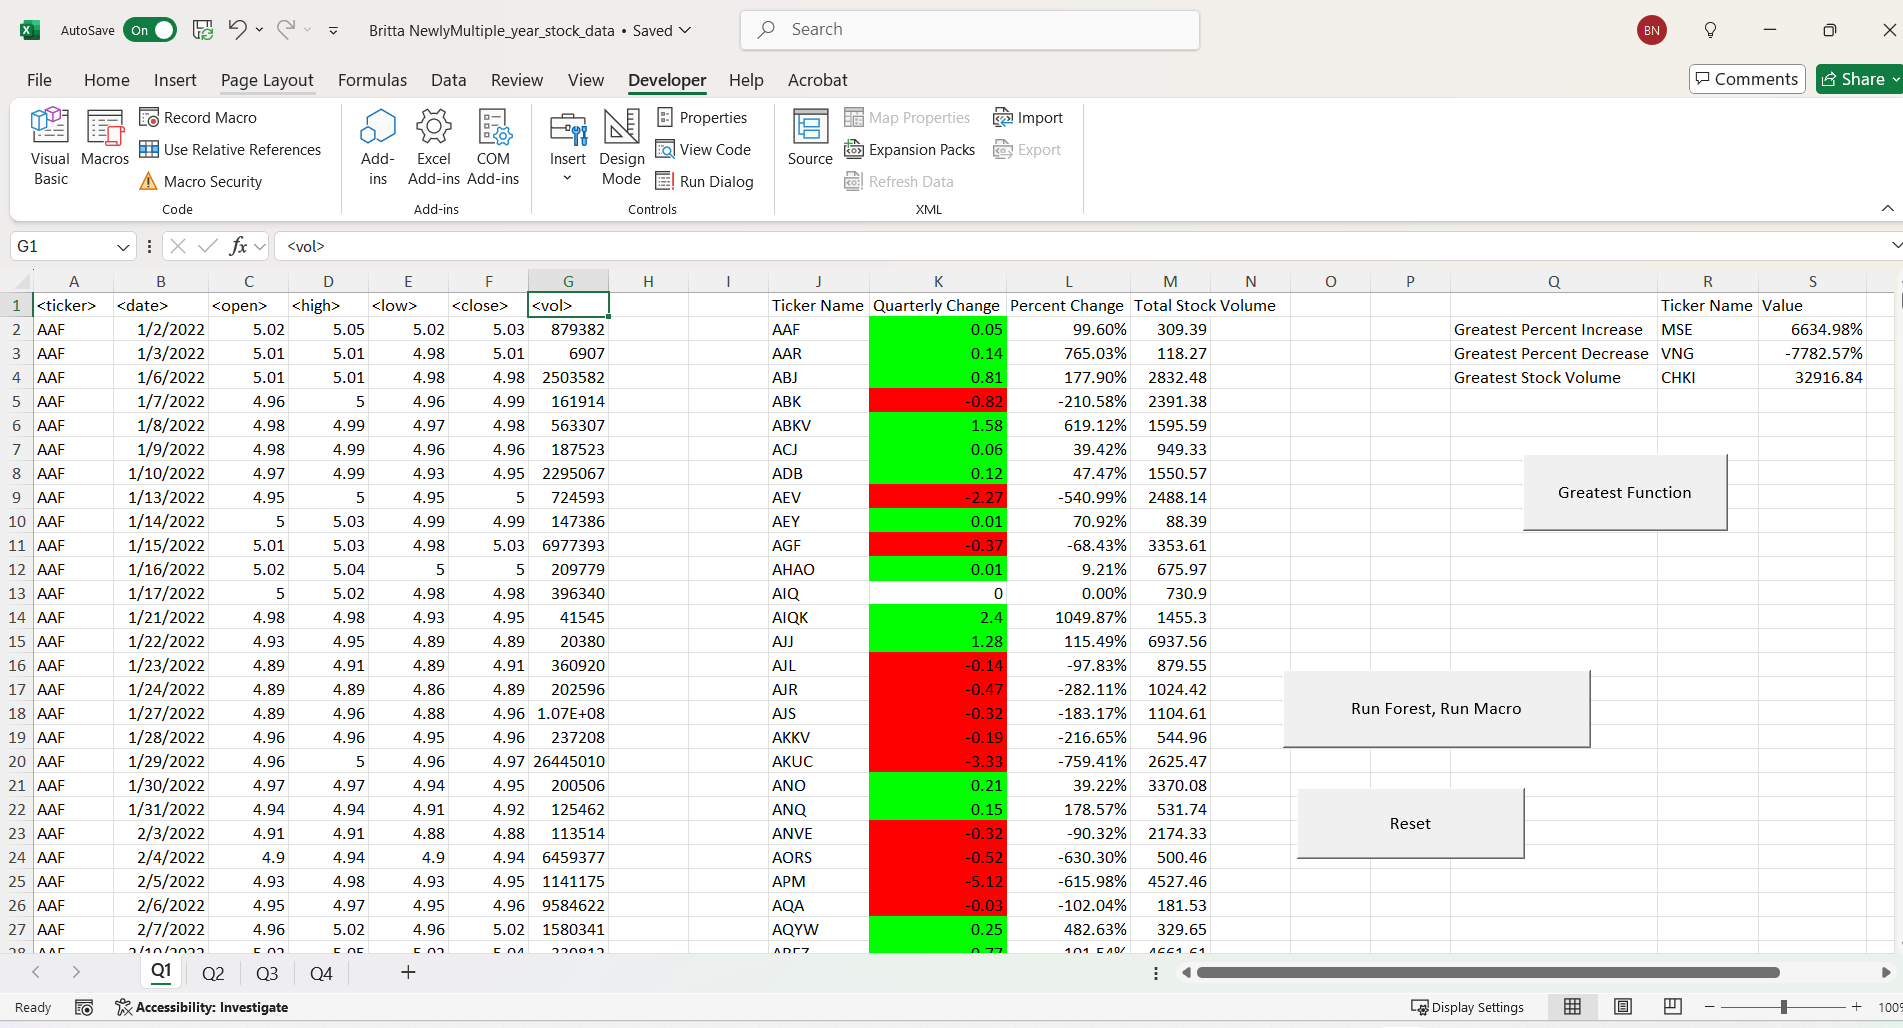 AutoSave On Britta NewlyMultiple_year_stock_data • Saved Search BN
File Home Insert Page Layout Formulas Data Review View Developer Help Acrobat Comments Share
Visual Basic Macros Record Macro Use Relative References Macro Security Code
Add-ins Excel Add-ins COM Add-ins Add-ins
Insert Design Mode Properties View Code Run Dialog Controls
Source Map Properties Expansion Packs Refresh Data Import Export XML
G1 fx <vol>
A B C D E F G H I J K L M N O P Q R S
1 <ticker> <date> <open> <high> <low> <close> <vol> Ticker Name Quarterly Change Percent Change Total Stock Volume Ticker Name Value
2 AAF 1/2/2022 5.02 5.05 5.02 5.03 879382 AAF 0.05 99.60% 309.39 Greatest Percent Increase MSE 6634.98%
3 AAF 1/3/2022 5.01 5.01 4.98 5.01 6907 AAR 0.14 765.03% 118.27 Greatest Percent Decrease VNG -7782.57%
4 AAF 1/6/2022 5.01 5.01 4.98 4.98 2503582 ABJ 0.81 177.90% 2832.48 Greatest Stock Volume CHKI 32916.84
5 AAF 1/7/2022 4.96 5 4.96 4.99 161914 ABK -0.82 -210.58% 2391.38
6 AAF 1/8/2022 4.98 4.99 4.97 4.98 563307 ABKV 1.58 619.12% 1595.59
7 AAF 1/9/2022 4.98 4.99 4.96 4.96 187523 ACJ 0.06 39.42% 949.33
8 AAF 1/10/2022 4.97 4.99 4.93 4.95 2295067 ADB 0.12 47.47% 1550.57
9 AAF 1/13/2022 4.95 5 4.95 5 724593 AEV -2.27 -540.99% 2488.14 Greatest Function
10 AAF 1/14/2022 5 5.03 4.99 4.99 147386 AEY 0.01 70.92% 88.39
11 AAF 1/15/2022 5.01 5.03 4.98 5.03 6977393 AGF -0.37 -68.43% 3353.61
12 AAF 1/16/2022 5.02 5.04 5 5 209779 AHAO 0.01 9.21% 675.97
13 AAF 1/17/2022 5 5.02 4.98 4.98 396340 AIQ 0 0.00% 730.9
14 AAF 1/21/2022 4.98 4.98 4.93 4.95 41545 AIQK 2.4 1049.87% 1455.3
15 AAF 1/22/2022 4.93 4.95 4.89 4.89 20380 AJJ 1.28 115.49% 6937.56
16 AAF 1/23/2022 4.89 4.91 4.89 4.91 360920 AJL -0.14 -97.83% 879.55
17 AAF 1/24/2022 4.89 4.89 4.86 4.89 202596 AJR -0.47 -282.11% 1024.42
18 AAF 1/27/2022 4.89 4.96 4.88 4.96 1.07E+08 AJS -0.32 -183.17% 1104.61 Run Forest, Run Macro
19 AAF 1/28/2022 4.96 4.96 4.95 4.96 237208 AKKV -0.19 -216.65% 544.96
20 AAF 1/29/2022 4.96 5 4.96 4.97 26445010 AKUC -3.33 -759.41% 2625.47
21 AAF 1/30/2022 4.97 4.97 4.94 4.95 200506 ANO 0.21 39.22% 3370.08
22 AAF 1/31/2022 4.94 4.94 4.91 4.92 125462 ANQ 0.15 178.57% 531.74
23 AAF 2/3/2022 4.91 4.91 4.88 4.88 113514 ANVE -0.32 -90.32% 2174.33 Reset
24 AAF 2/4/2022 4.9 4.94 4.9 4.94 6459377 AORS -0.52 -630.30% 500.46
25 AAF 2/5/2022 4.93 4.98 4.93 4.95 1141175 APM -5.12 -615.98% 4527.46
26 AAF 2/6/2022 4.95 4.97 4.95 4.96 9584622 AQA -0.03 -102.04% 181.53
27 AAF 2/7/2022 4.96 5.02 4.96 5.02 1580341 AQYW 0.25 482.63% 329.65
28 AAF 2/10/2022
Q1 Q2 Q3 Q4
Ready Accessibility: Investigate Display Settings 100%